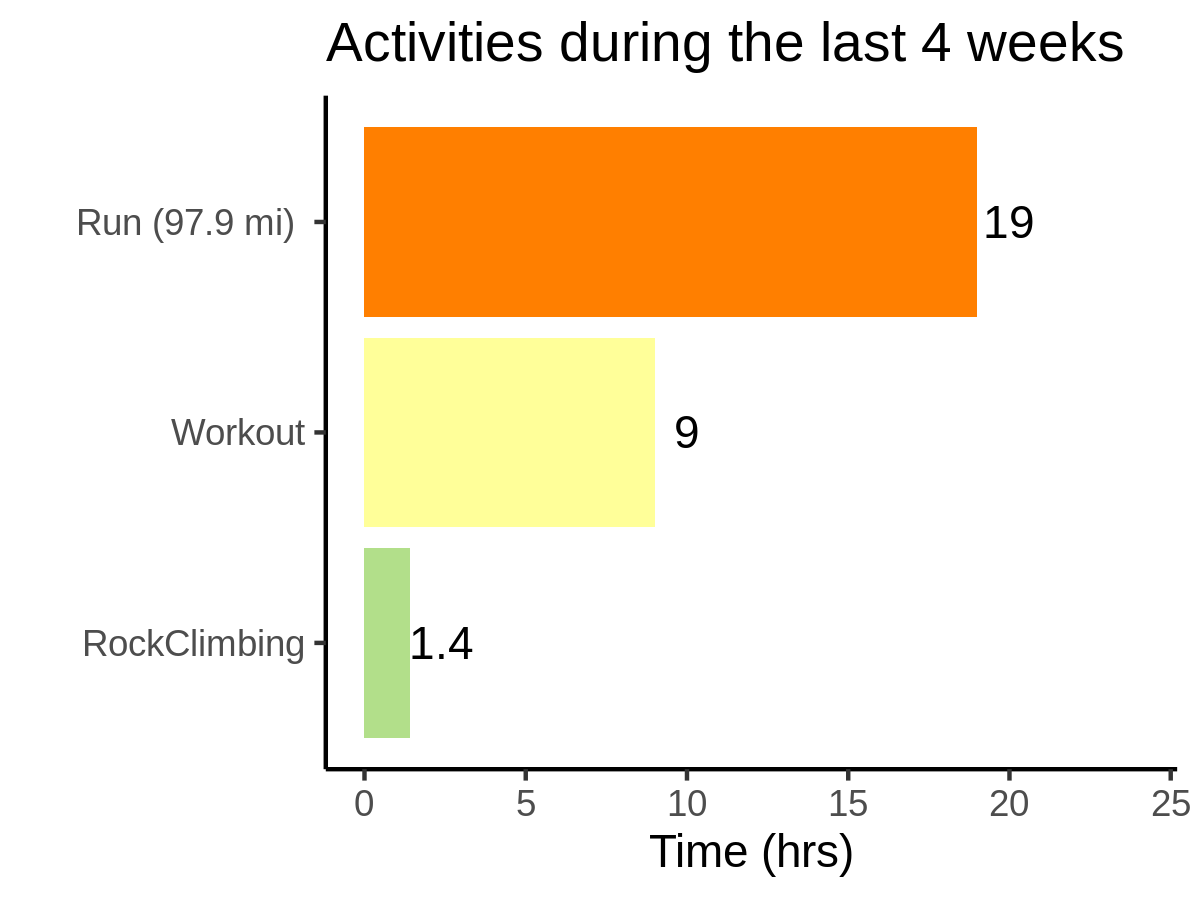 Activities during the last 4 weeks
Run (97.9 mi)
19
Workout
9
RockClimbing
1.4
0 5 10 15 20 25
Time (hrs)